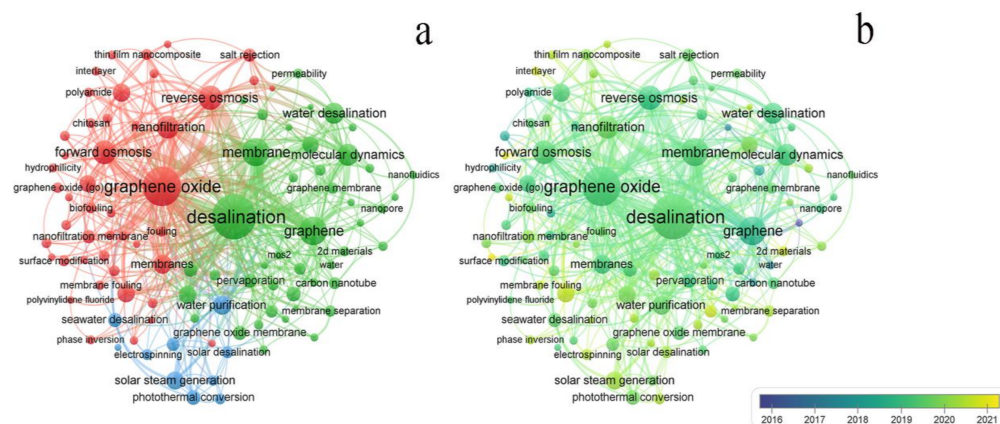 a
thin film nanocomposite
salt rejection
interlayer
permeability
polyamide
reverse osmosis
water desalination
chitosan
nanofiltration
forward osmosis
membrane
molecular dynamics
hydrophilicity
nanofluidics
graphene oxide (go)
graphene oxide
graphene membrane
biofouling
nanopore
desalination
nanofiltration membrane
fouling
graphene
surface modification
mos2
2d materials
membranes
water
membrane fouling
pervaporation
carbon nanotube
polyvinylidene fluoride
water purification
membrane separation
seawater desalination
graphene oxide membrane
phase inversion
electrospinning
solar desalination
solar steam generation
photothermal conversion
b
thin film nanocomposite
salt rejection
interlayer
permeability
polyamide
reverse osmosis
water desalination
chitosan
nanofiltration
forward osmosis
membrane
molecular dynamics
hydrophilicity
nanofluidics
graphene oxide (go)
graphene oxide
graphene membrane
biofouling
nanopore
desalination
nanofiltration membrane
fouling
graphene
surface modification
mos2
2d materials
membranes
water
membrane fouling
pervaporation
carbon nanotube
polyvinylidene fluoride
water purification
membrane separation
seawater desalination
graphene oxide membrane
phase inversion
electrospinning
solar desalination
solar steam generation
photothermal conversion
2016 2017 2018 2019 2020 2021